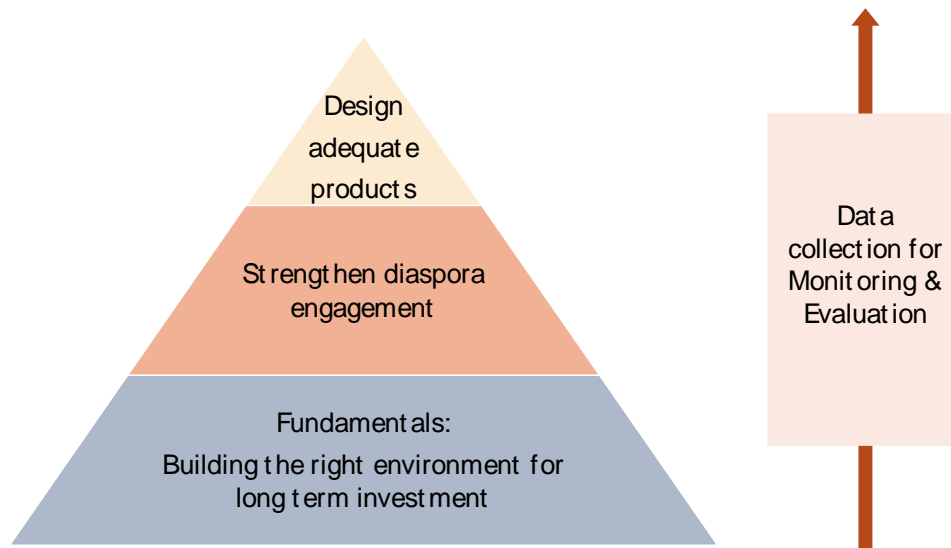 Design
adequate
products
Strengthen diaspora
engagement
Fundamentals:
Building the right environment for
long term investment
Data
collection for
Monitoring &
Evaluation